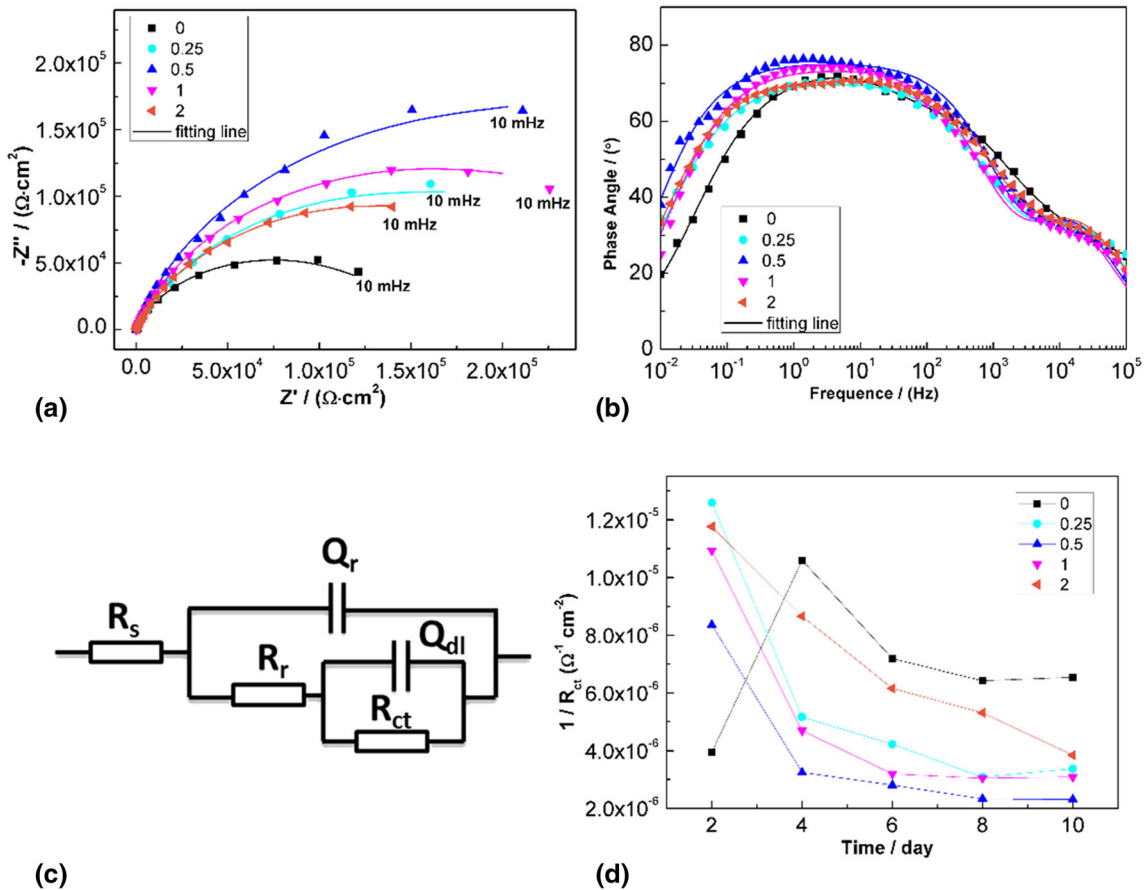 0
0.25
0.5
1
2
fitting line
2.0x10⁵
1.5x10⁵
1.0x10⁵
5.0x10⁴
0.0
-Z'' / (Ω·cm²)
10 mHz
10 mHz
10 mHz
10 mHz
10 mHz
0.0 5.0x10⁴ 1.0x10⁵ 1.5x10⁵ 2.0x10⁵
Z' / (Ω·cm²)
(a)
80
60
40
20
0
Phase Angle / (°)
0
0.25
0.5
1
2
fitting line
10⁻² 10⁻¹ 10⁰ 10¹ 10² 10³ 10⁴ 10⁵
Frequence / (Hz)
(b)
Qr
Rs
Qdl
Rr
Rct
(c)
1.2x10⁻⁵
1.0x10⁻⁵
8.0x10⁻⁶
6.0x10⁻⁶
4.0x10⁻⁶
2.0x10⁻⁶
1 / Rct (Ω⁻¹ cm⁻²)
0
0.25
0.5
1
2
2 4 6 8 10
Time / day
(d)